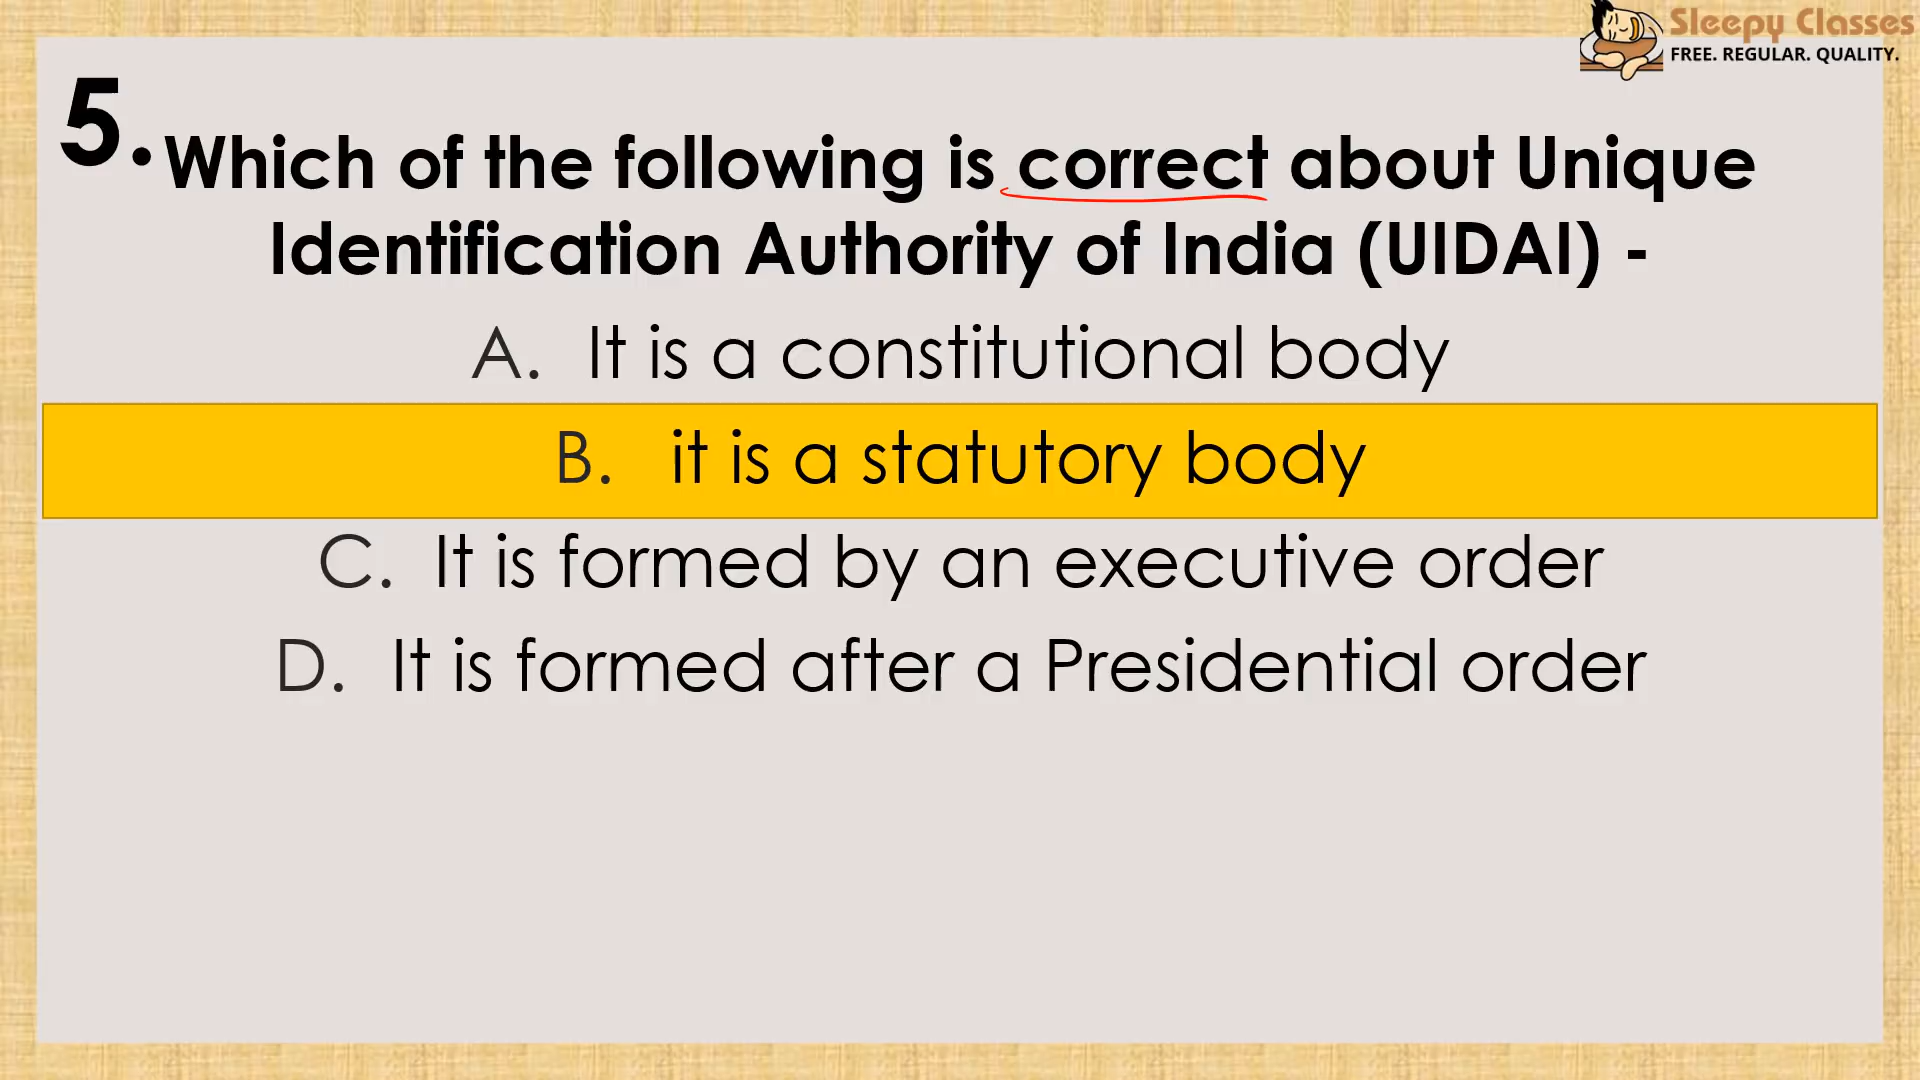 Sleepy Classes
FREE. REGULAR. QUALITY.
5. Which of the following is correct about Unique
Identification Authority of India (UIDAI) -
A. It is a constitutional body
B. it is a statutory body
C. It is formed by an executive order
D. It is formed after a Presidential order